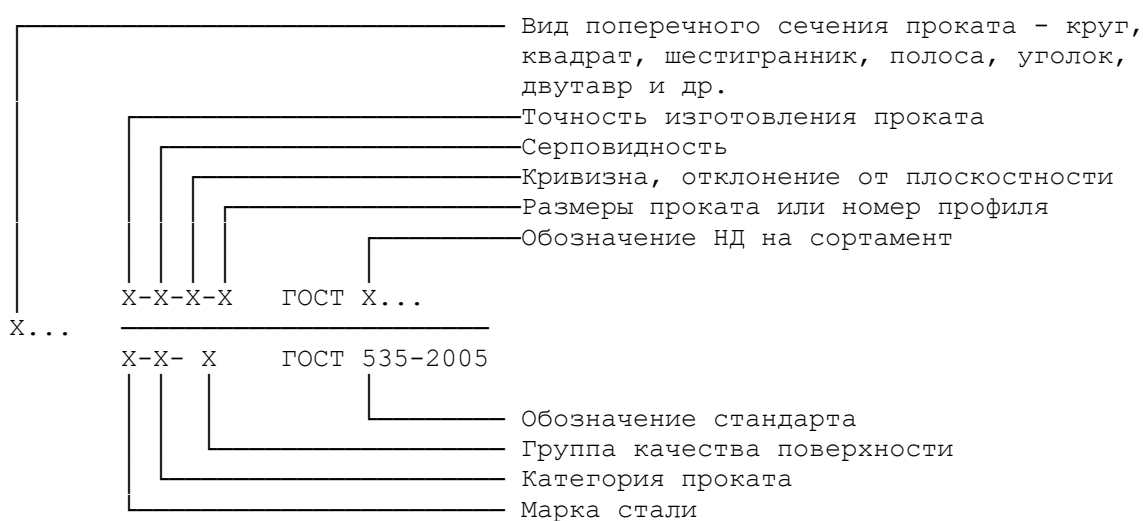 Вид поперечного сечения проката - круг,
квадрат, шестигранник, полоса, уголок,
двутавр и др.
Точность изготовления проката
Серповидность
Кривизна, отклонение от плоскостности
Размеры проката или номер профиля
Обозначение НД на сортамент
X-X-X-X ГОСТ X...
X...
X-X- X ГОСТ 535-2005
Обозначение стандарта
Группа качества поверхности
Категория проката
Марка стали